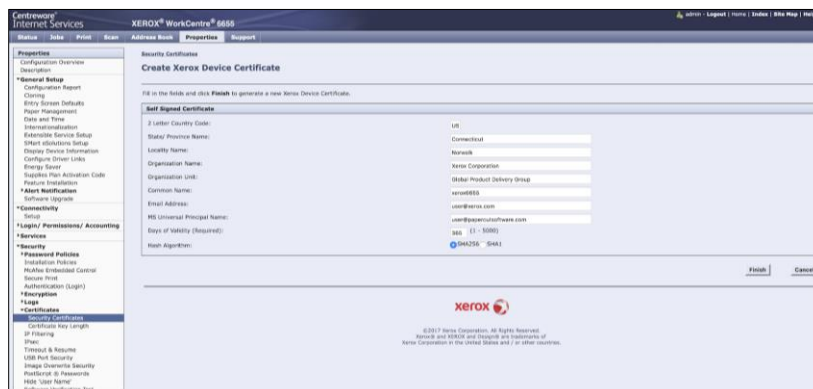 Centreware®
Internet Services
XEROX® WorkCentre® 6655
admin - Logout | Home | Index | Site Map | Help
Status Jobs Print Scan Address Book Properties Support
Properties
Configuration Overview
Description
General Setup
Configuration Report
Cloning
Entry Screen Defaults
Paper Management
Date and Time
Internationalization
Extensible Service Setup
SMart eSolutions Setup
Display Device Information
Configure Driver Links
Energy Saver
Supplies Plan Activation Code
Feature Installation
Alert Notification
Software Upgrade
Connectivity
Setup
Login/ Permissions/ Accounting
Services
Security
Password Policies
Installation Policies
McAfee Embedded Control
Secure Print
Authentication (Login)
Encryption
Logs
Certificates
Security Certificates
Certificate Key Length
IP Filtering
IPsec
Timeout & Resume
USB Port Security
Image Overwrite Security
PostScript ® Passwords
Hide 'User Name'
Security Certificates
Create Xerox Device Certificate
Fill in the fields and click Finish to generate a new Xerox Device Certificate.
Self Signed Certificate
2 Letter Country Code: US
State/ Province Name: Connecticut
Locality Name: Norwalk
Organization Name: Xerox Corporation
Organization Unit: Global Product Delivery Group
Common Name: xerox6655
Email Address: user@xerox.com
MS Universal Principal Name: user@papercutsoftware.com
Days of Validity (Required): 365 (1 - 5080)
Hash Algorithm: SHA256 SHA1
Finish Cancel
xerox
©2017 Xerox Corporation. All Rights Reserved.
Xerox® and XEROX and Design® are trademarks of
Xerox Corporation in the United States and / or other countries.